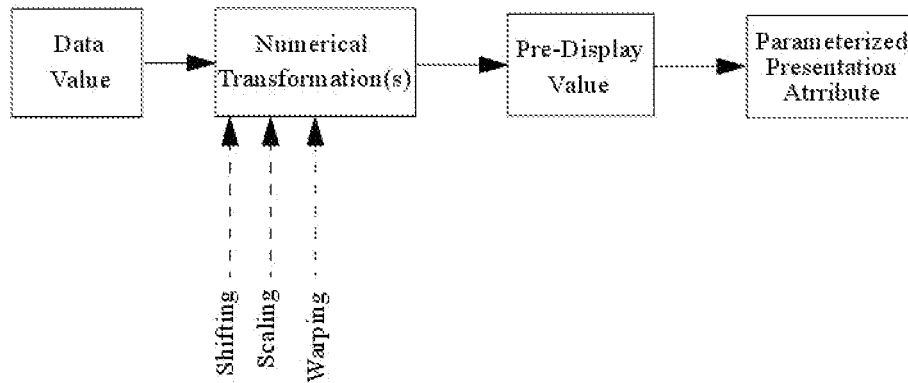 Data
Value
Numerical
Transformation(s)
Pre-Display
Value
Parameterized
Presentation
Atrribute
Shifting
Scaling
Warping